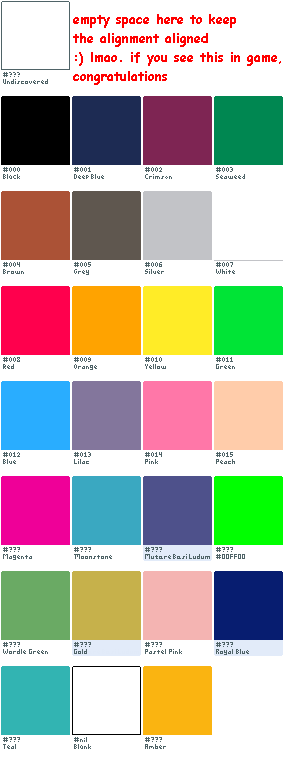 empty space here to keep
the alignment aligned
:) lmao. if you see this in game,
congratulations
#???
Undiscovered
#000 #001 #002 #003
Black Deep Blue Crimson Seaweed
#004 #005 #006 #007
Brown Grey Silver White
#008 #009 #010 #011
Red Orange Yellow Green
#012 #013 #014 #015
Blue Lilac Pink Peach
#??? #??? #??? #???
Magenta Moonstone Mutare Basi Ludum #00FF00
#??? #??? #??? #???
Wordle Green Gold Pastel Pink Royal Blue
#??? #nil #???
Teal Blank Amber